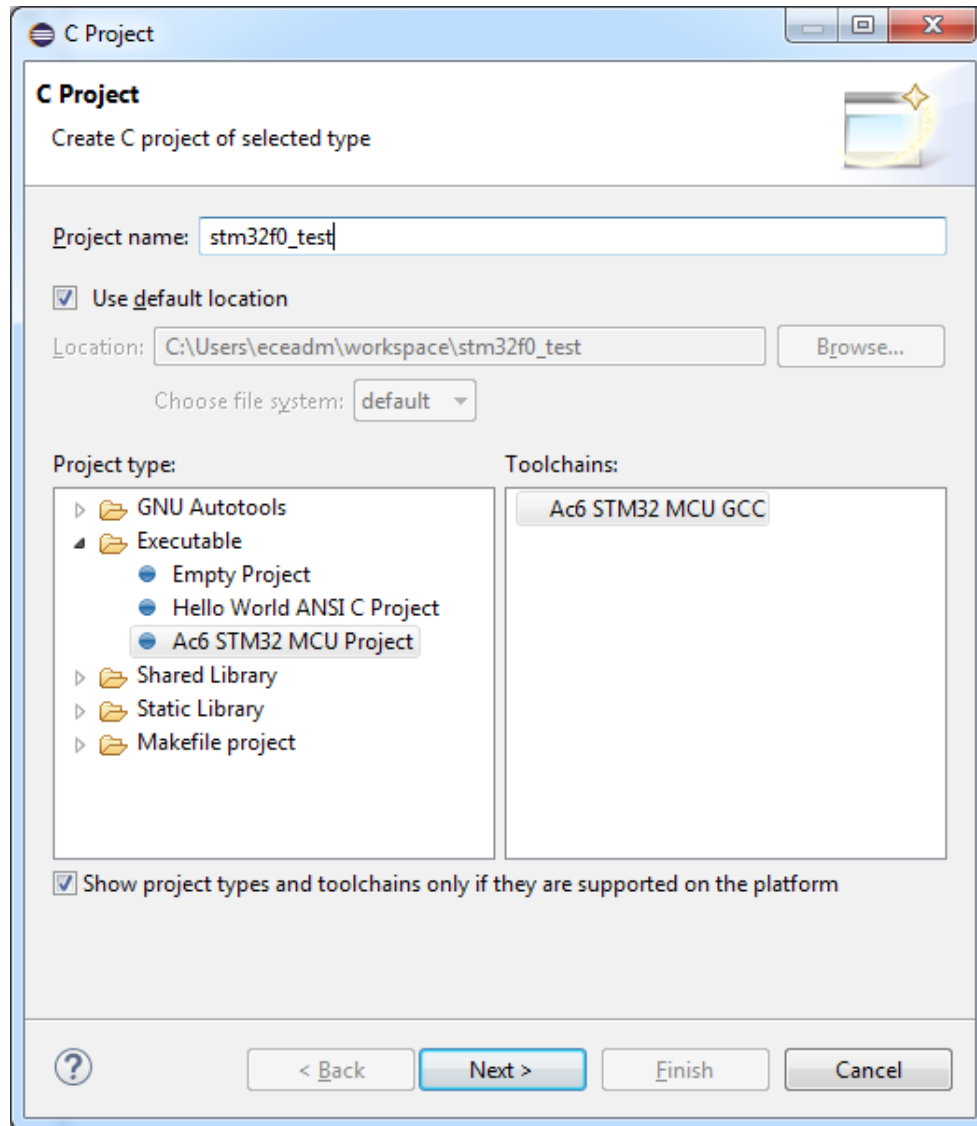 C Project
C Project
Create C project of selected type
Project name: stm32f0_test
Use default location
Location: C:\Users\eceadm\workspace\stm32f0_test Browse...
Choose file system: default
Project type: Toolchains:
GNU Autotools Ac6 STM32 MCU GCC
Executable
Empty Project
Hello World ANSI C Project
Ac6 STM32 MCU Project
Shared Library
Static Library
Makefile project
Show project types and toolchains only if they are supported on the platform
? < Back Next > Finish Cancel